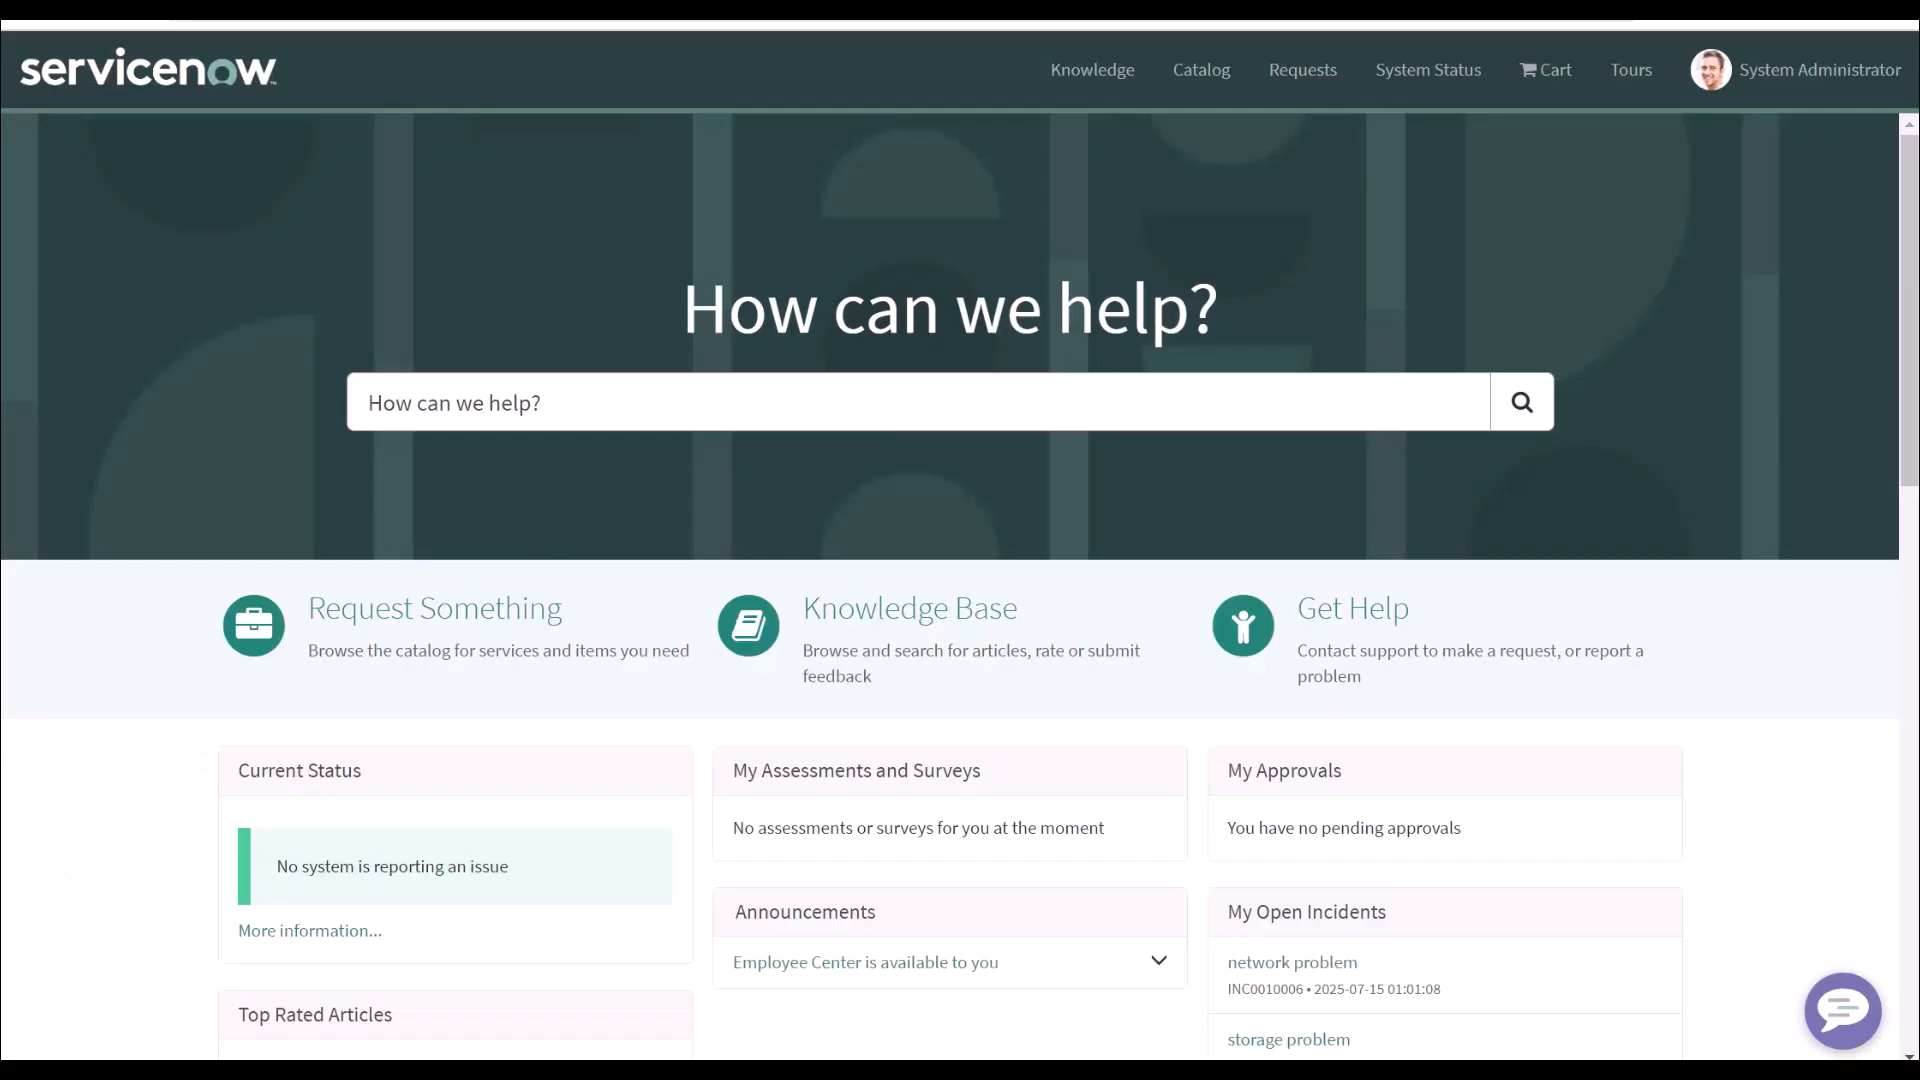 servicenow
Knowledge
Catalog
Requests
System Status
Cart
Tours
System Administrator
How can we help?
How can we help?
Request Something
Browse the catalog for services and items you need
Knowledge Base
Browse and search for articles, rate or submit
feedback
Get Help
Contact support to make a request, or report a
problem
Current Status
No system is reporting an issue
More information...
Top Rated Articles
My Assessments and Surveys
No assessments or surveys for you at the moment
Announcements
Employee Center is available to you
My Approvals
You have no pending approvals
My Open Incidents
network problem
INC0010006 • 2025-07-15 01:01:08
storage problem